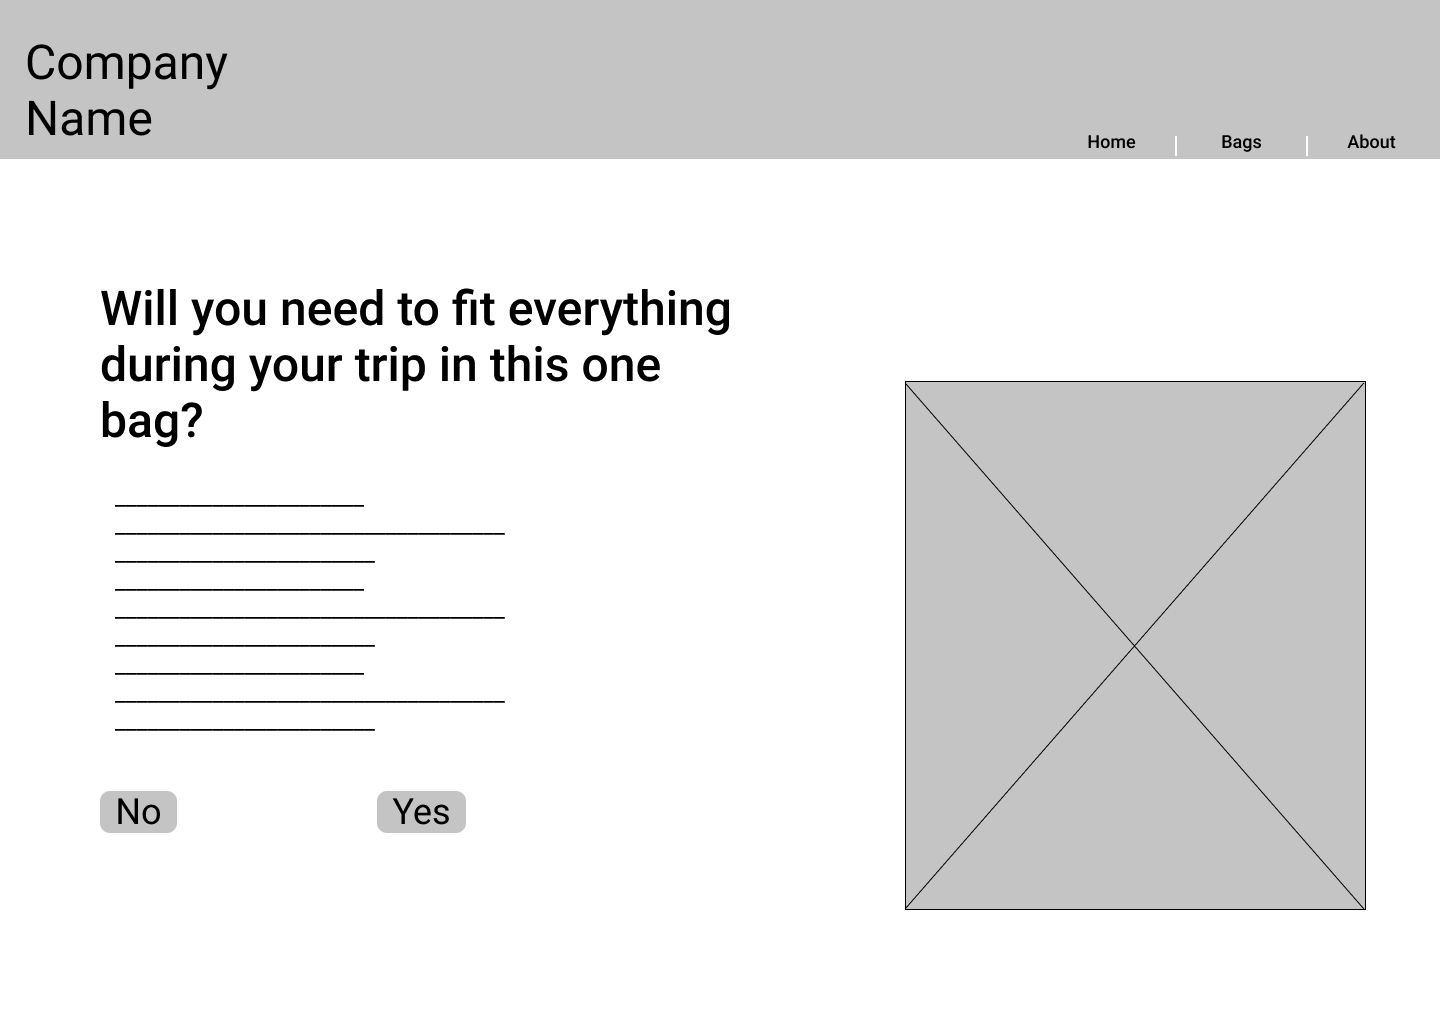 Company
Name
Home
Bags
About
Will you need to fit everything
during your trip in this one
bag?
No
Yes